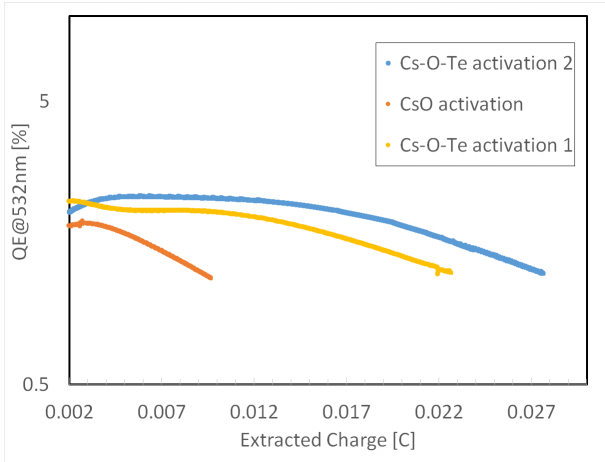 Cs-O-Te activation 2
CsO activation
Cs-O-Te activation 1
5
0.5
QE@532nm [%]
0.002 0.007 0.012 0.017 0.022 0.027
Extracted Charge [C]